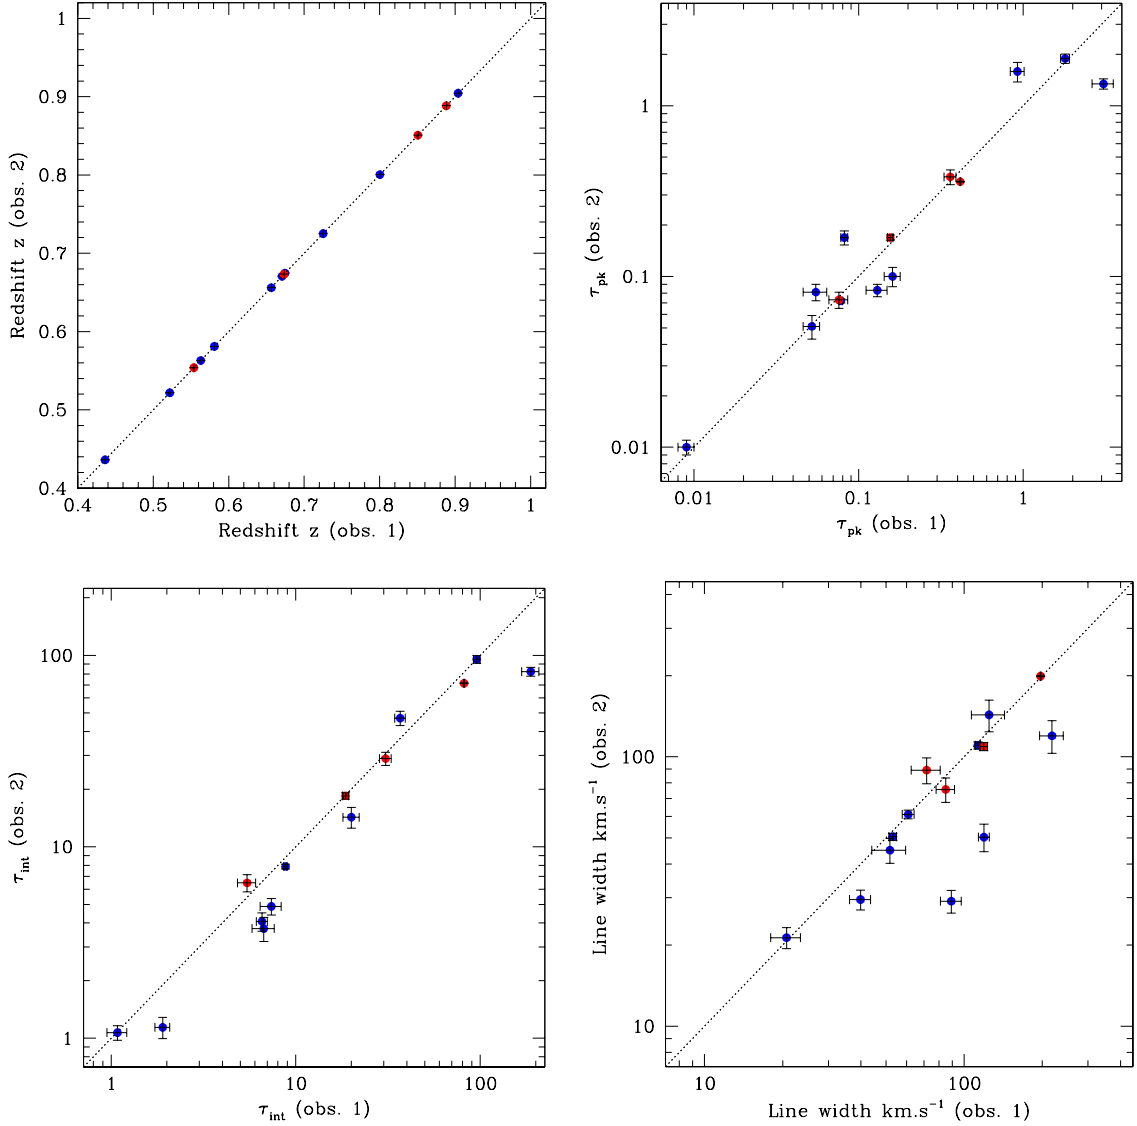 1
0.9
0.8
0.7
0.6
0.5
0.4
0.4 0.5 0.6 0.7 0.8 0.9 1
Redshift z (obs. 1)
Redshift z (obs. 2)
1
0.1
0.01
0.01 0.1 1
τpk (obs. 1)
τpk (obs. 2)
100
10
1
1 10 100
τint (obs. 1)
τint (obs. 2)
100
10
10 100
Line width km.s⁻¹ (obs. 1)
Line width km.s⁻¹ (obs. 2)